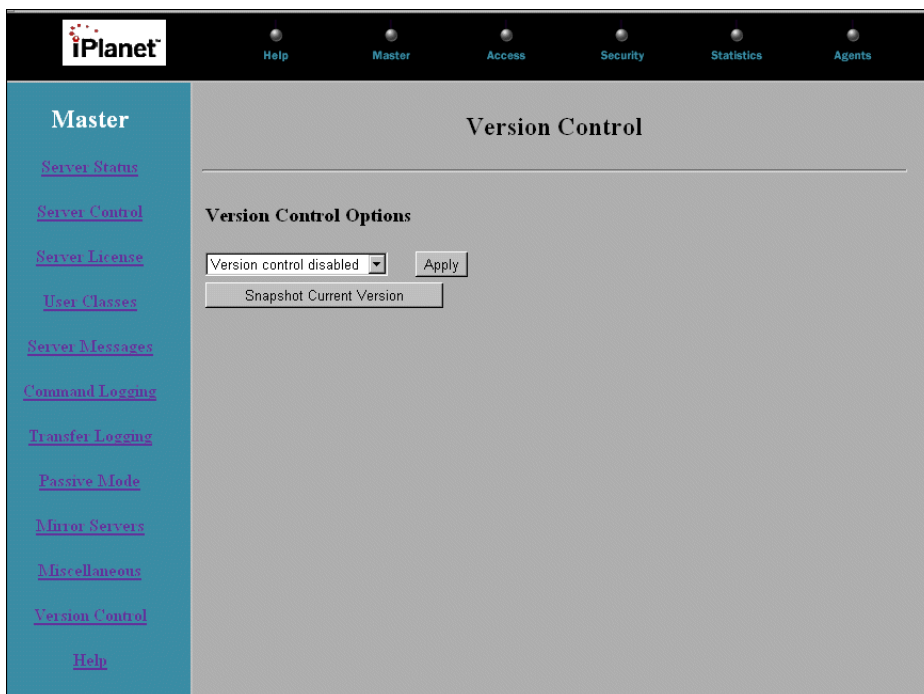 iPlanet™
Help Master Access Security Statistics Agents
Master
Server Status
Server Control
Server License
User Classes
Server Messages
Command Logging
Transfer Logging
Passive Mode
Mirror Servers
Miscellaneous
Version Control
Help
Version Control
Version Control Options
Version control disabled Apply
Snapshot Current Version